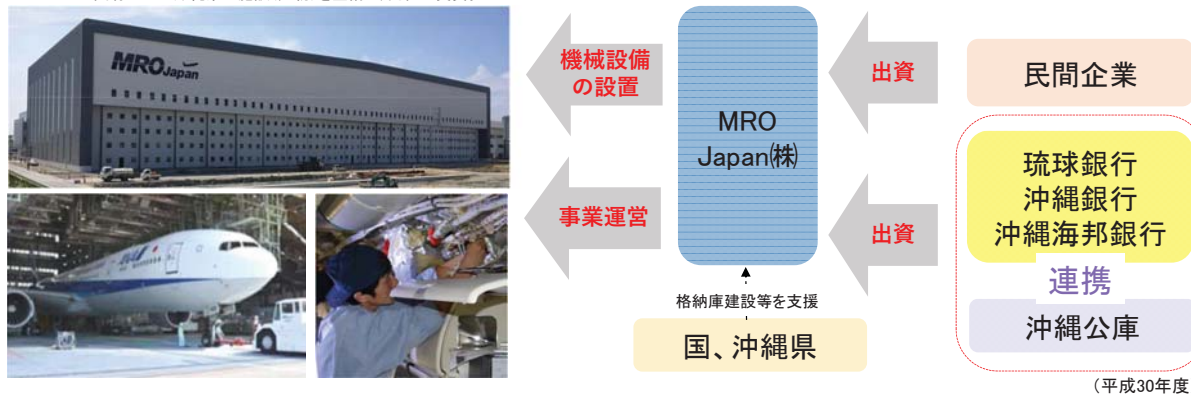 MRO Japan
機械設備
の設置
事業運営
MRO
Japan㈱
格納庫建設等を支援
国、沖縄県
出資
出資
民間企業
琉球銀行
沖縄銀行
沖縄海邦銀行
連携
沖縄公庫
（平成30年度